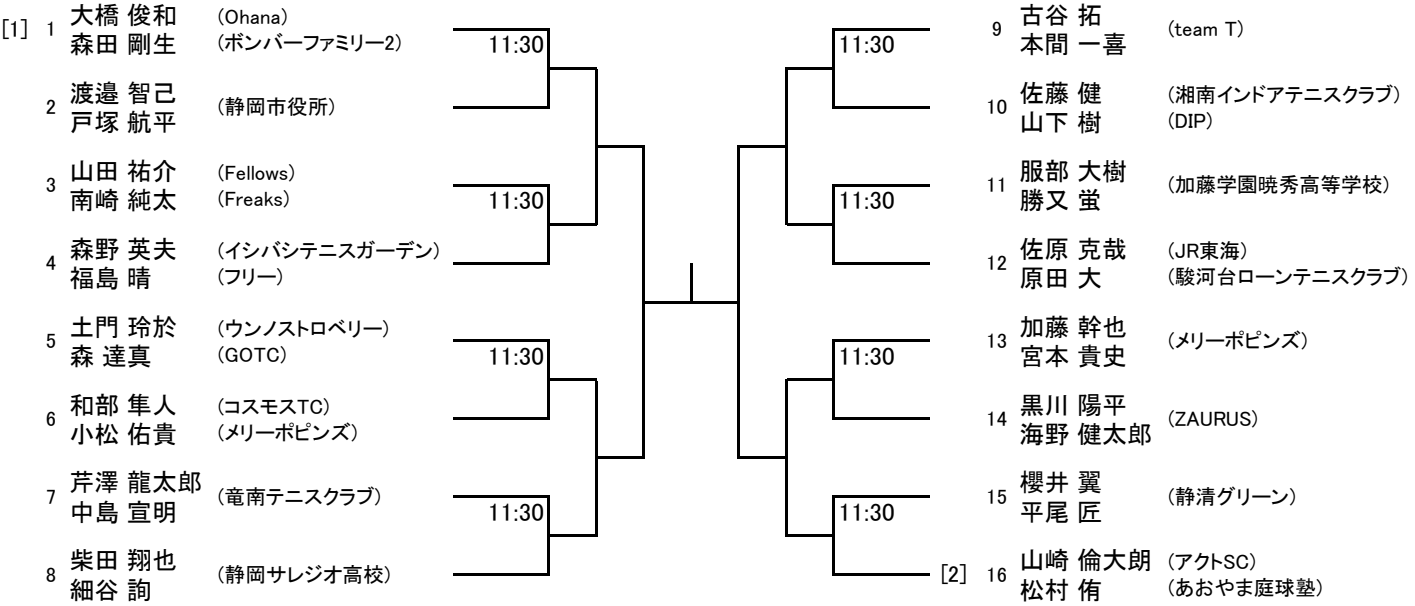 [1] 1 大橋 俊和 (Ohana)
森田 剛生 (ボンバーファミリー2)
11:30
2 渡邉 智己 (静岡市役所)
戸塚 航平
3 山田 祐介 (Fellows)
南崎 純太 (Freaks)
11:30
4 森野 英夫 (イシバシテニスガーデン)
福島 晴 (フリー)
5 土門 玲於 (ウンノストロベリー)
森 達真 (GOTC)
11:30
6 和部 隼人 (コスモスTC)
小松 佑貴 (メリーポピンズ)
7 芹澤 龍太郎 (竜南テニスクラブ)
中島 宣明
11:30
8 柴田 翔也 (静岡サレジオ高校)
細谷 詢
9 古谷 拓 (team T)
本間 一喜
11:30
10 佐藤 健 (湘南インドアテニスクラブ)
山下 樹 (DIP)
11 服部 大樹 (加藤学園暁秀高等学校)
勝又 蛍
11:30
12 佐原 克哉 (JR東海)
原田 大 (駿河台ローンテニスクラブ)
13 加藤 幹也 (メリーポピンズ)
宮本 貴史
11:30
14 黒川 陽平 (ZAURUS)
海野 健太郎
15 櫻井 翼 (静清グリーン)
平尾 匠
11:30
[2] 16 山崎 倫大朗 (アクトSC)
松村 侑 (あおやま庭球塾)